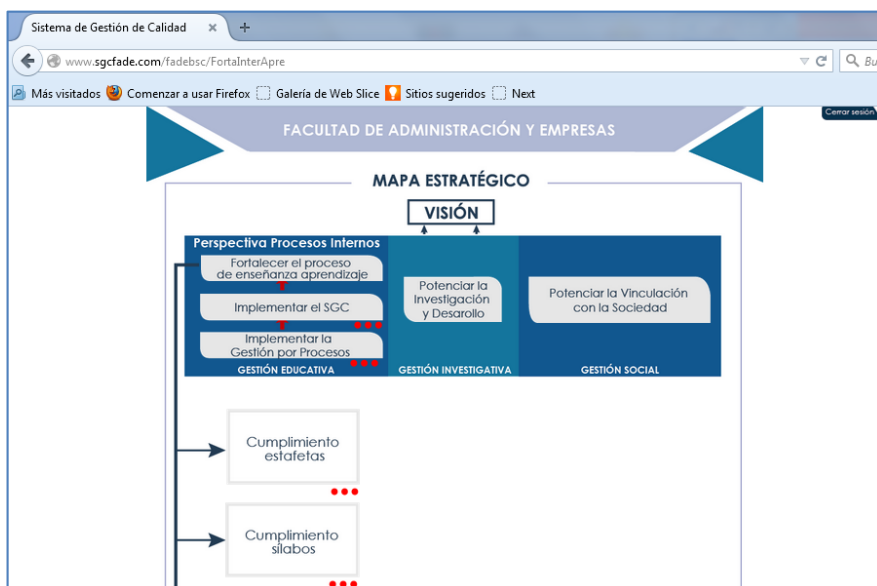 Sistema de Gestión de Calidad
www.sgcfade.com/fadebsc/FortaInterApre
Más visitados Comenzar a usar Firefox Galería de Web Slice Sitios sugeridos Next
Cerrar sesión
FACULTAD DE ADMINISTRACIÓN Y EMPRESAS
MAPA ESTRATÉGICO
VISIÓN
Perspectiva Procesos Internos
Fortalecer el proceso
de enseñanza aprendizaje
Implementar el SGC
Implementar la
Gestión por Procesos
GESTIÓN EDUCATIVA
Potenciar la
Investigación
y Desarollo
GESTIÓN INVESTIGATIVA
Potenciar la Vinculación
con la Sociedad
GESTIÓN SOCIAL
Cumplimiento
estafetas
Cumplimiento
sílabos